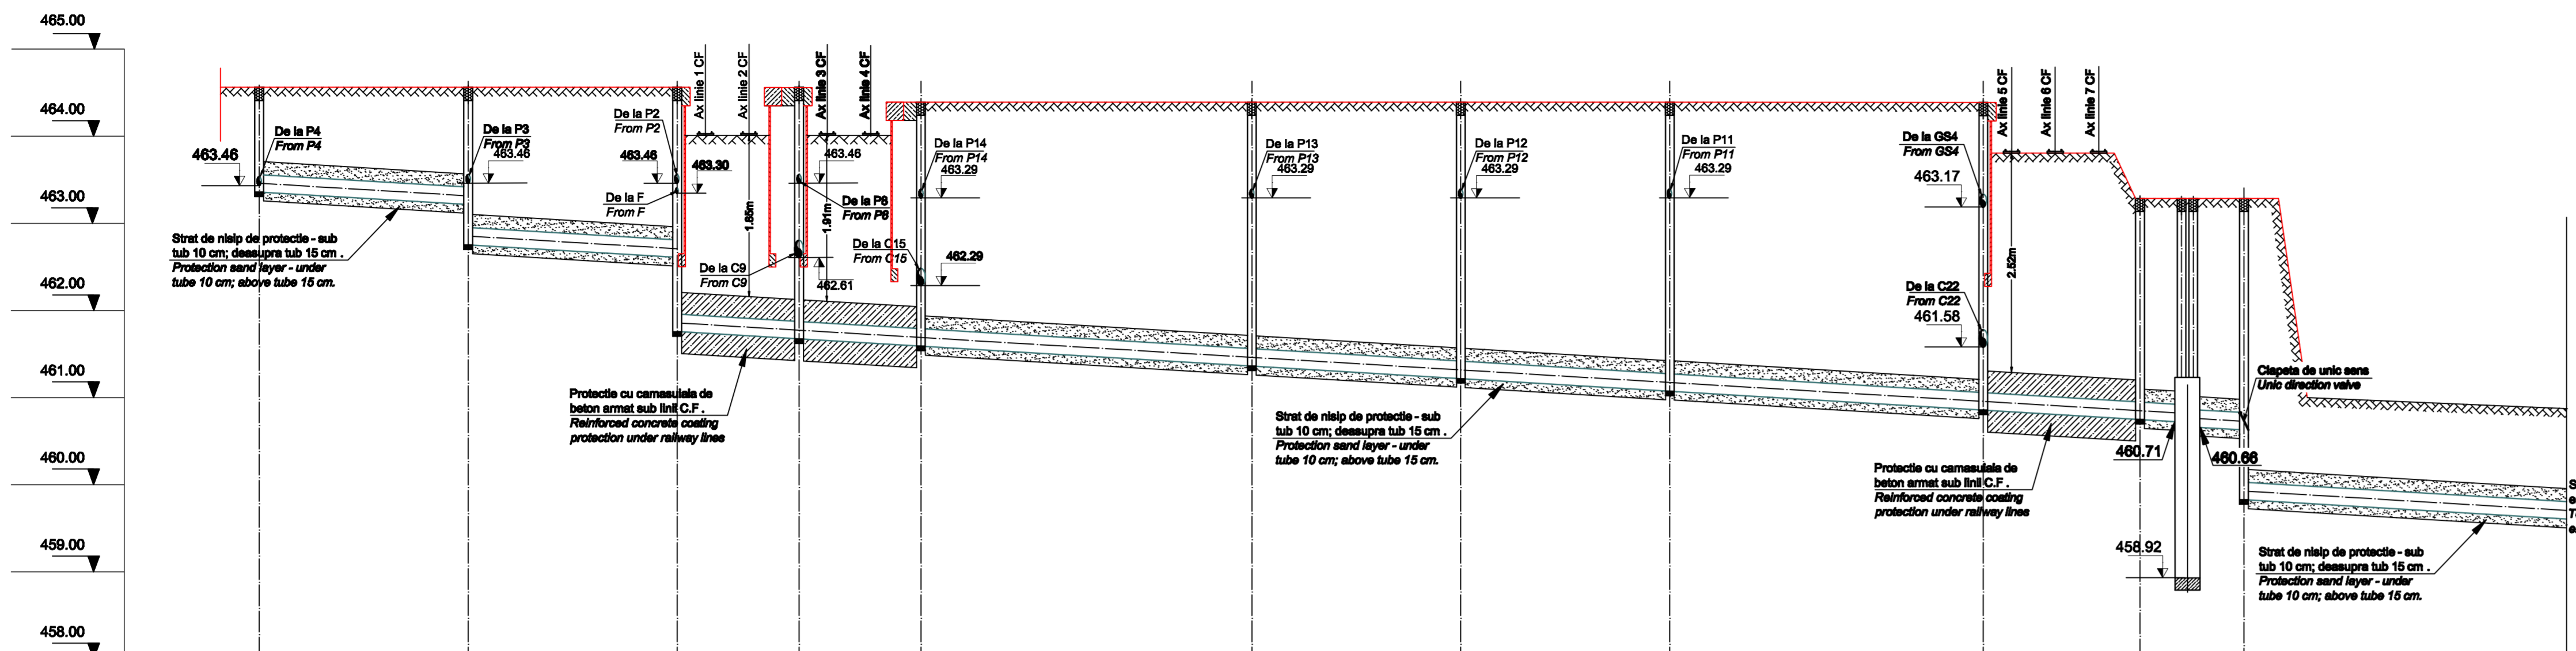 465.00
464.00
463.00
462.00
461.00
460.00
459.00
458.00
463.46
De la P4
From P4
Strat de nisip de protectie - sub
tub 10 cm; deasupra tub 15 cm .
Protection sand layer - under
tube 10 cm; above tube 15 cm.
De la P3
From P3
463.46
De la P2
From P2
463.46
De la F
From F
463.30
Ax linie 1 CF
Ax linie 2 CF
Ax linie 3 CF
Ax linie 4 CF
1.85m
1.91m
463.46
De la P8
From P8
De la C9
From C9
462.61
De la C15
From C15
462.29
Protectie cu camasuiala de
beton armat sub linii C.F .
Reinforced concrete coating
protection under railway lines
De la P14
From P14
463.29
De la P13
From P13
463.29
De la P12
From P12
463.29
De la P11
From P11
463.29
Strat de nisip de protectie - sub
tub 10 cm; deasupra tub 15 cm .
Protection sand layer - under
tube 10 cm; above tube 15 cm.
De la GS4
From GS4
463.17
De la C22
From C22
461.58
Ax linie 5 CF
Ax linie 6 CF
Ax linie 7 CF
2.52m
Protectie cu camasuiala de
beton armat sub linii C.F .
Reinforced concrete coating
protection under railway lines
460.71
460.66
458.92
Clapeta de unic sens
Unic direction valve
Strat de nisip de protectie - sub
tub 10 cm; deasupra tub 15 cm .
Protection sand layer - under
tube 10 cm; above tube 15 cm.